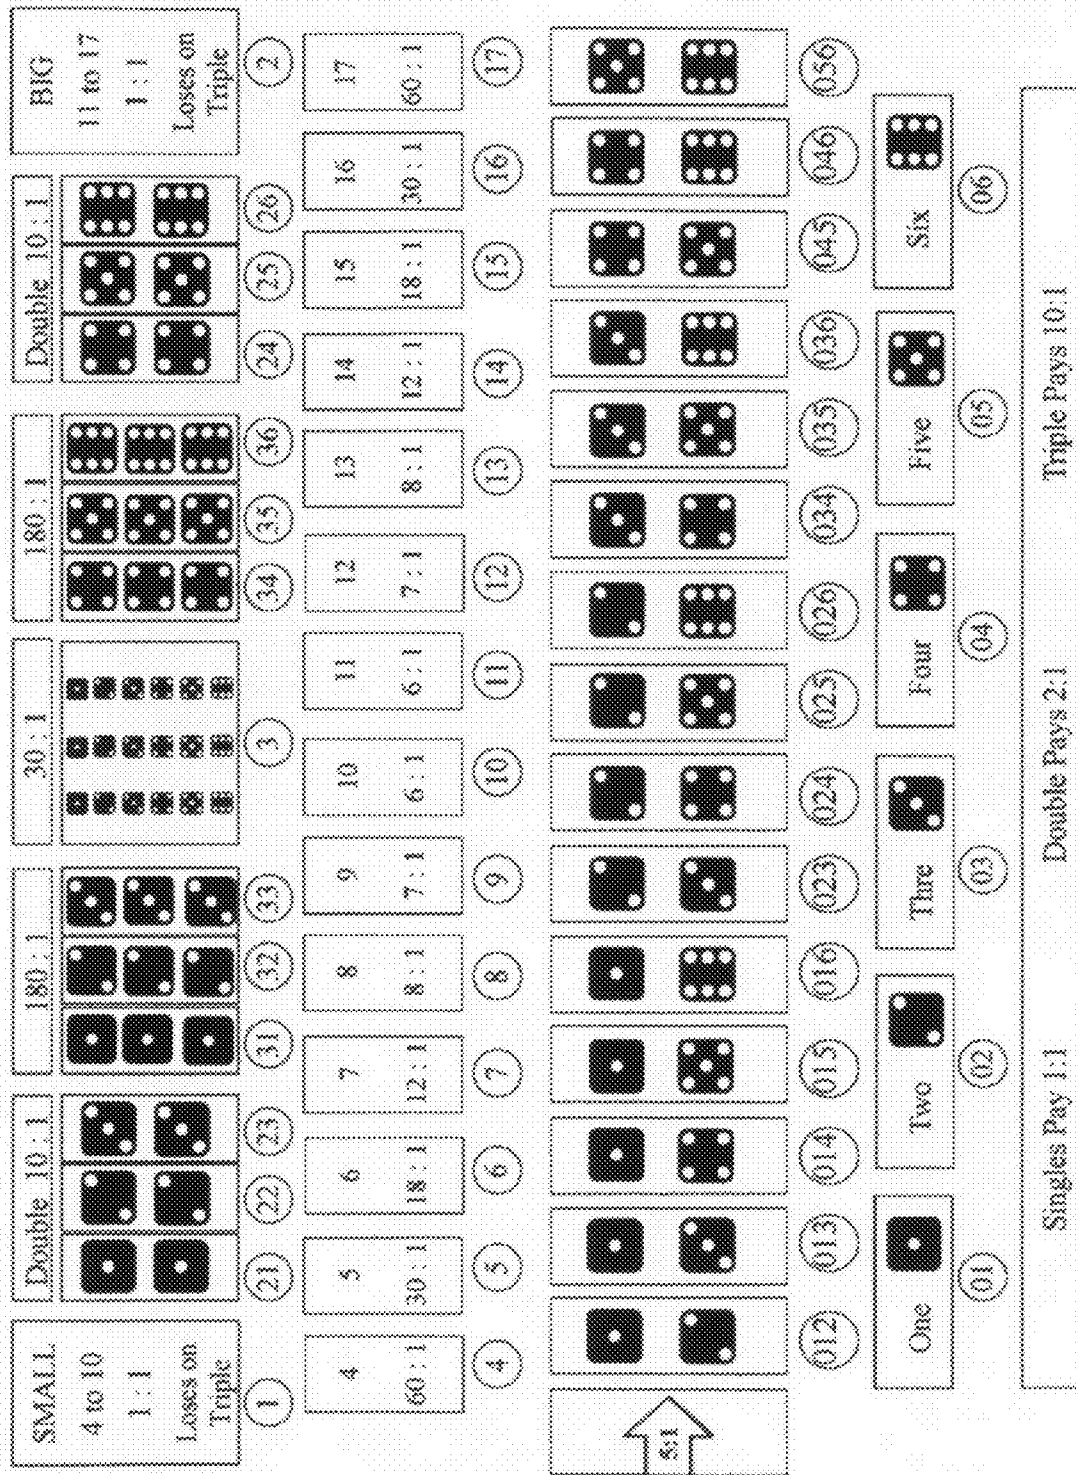 SMALL
4 to 10
1 : 1
Loses on
Triple
1
Double 10 : 1
21 22 23
180 : 1
31 32 33
30 : 1
3
180 : 1
34 35 36
Double 10 : 1
24 25 26
BIG
11 to 17
1 : 1
Loses on
Triple
2
4 5 6 7 8 9 10 11 12 13 14 15 16 17
60 : 1 30 : 1 18 : 1 12 : 1 8 : 1 7 : 1 6 : 1 6 : 1 7 : 1 8 : 1 12 : 1 18 : 1 30 : 1 60 : 1
4 5 6 7 8 9 10 11 12 13 14 15 16 17
5:1
012 013 014 015 016 023 024 025 026 034 035 036 045 046 056
One Two Thre Four Five Six
01 02 03 04 05 06
Singles Pay 1:1 Double Pays 2:1 Triple Pays 10:1